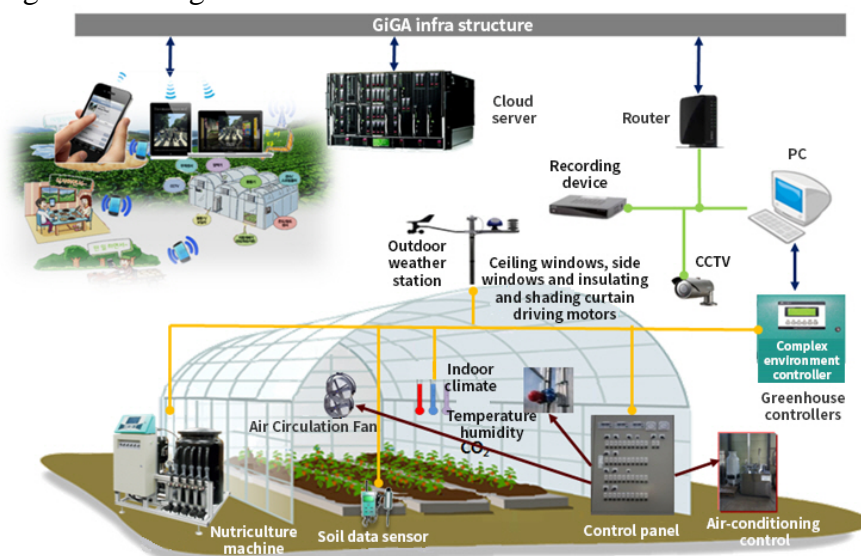 GiGA infra structure
Cloud
server
Router
PC
Recording
device
Outdoor
weather
station
CCTV
Ceiling windows, side
windows and insulating
and shading curtain
driving motors
Complex
environment
controller
Greenhouse
controllers
Indoor
climate
Air Circulation Fan
Temperature
humidity
CO₂
Nutriculture
machine
Soil data sensor
Control panel
Air-conditioning
control